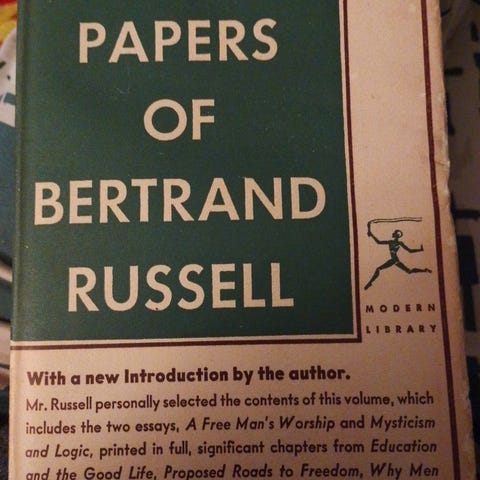 PAPERS
OF
BERTRAND
RUSSELL
MODERN
LIBRARY
With a new Introduction by the author.
Mr. Russell personally selected the contents of this volume, which
includes the two essays, A Free Man's Worship and Mysticism
and Logic, printed in full, significant chapters from Education
and the Good Life, Proposed Roads to Freedom, Why Men